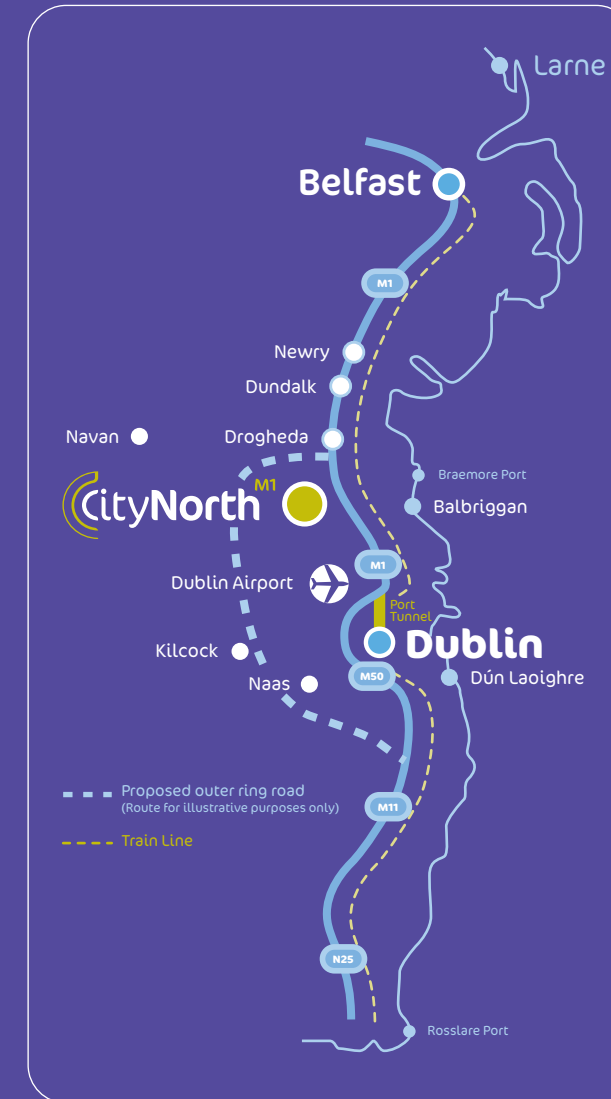 Larne
Belfast
M1
Newry
Dundalk
Navan
Drogheda
Braemore Port
CityNorth M1
Balbriggan
M1
Dublin Airport
Port
Tunnel
Dublin
Kilcock
M50
Dún Laoighre
Naas
Proposed outer ring road
(Route for illustrative purposes only)
M11
Train Line
N25
Rosslare Port